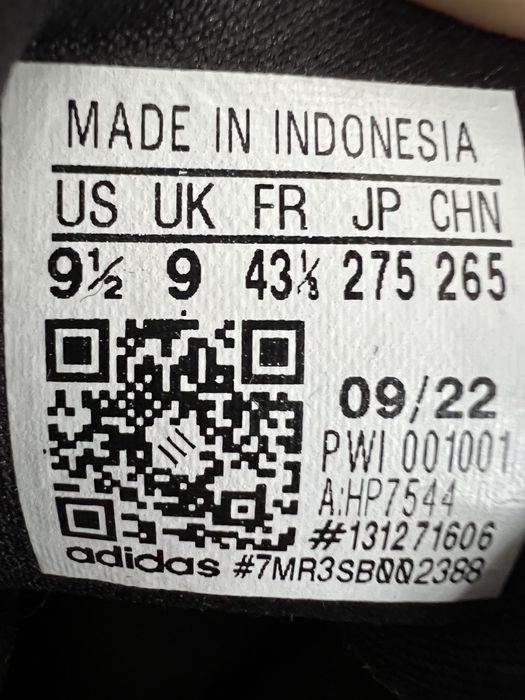 MADE IN INDONESIA
US UK FR JP CHN
9½ 9 43⅓ 275 265
09/22
PWI 001001
A:HP7544
#131271606
adidas #7MR3SB002388